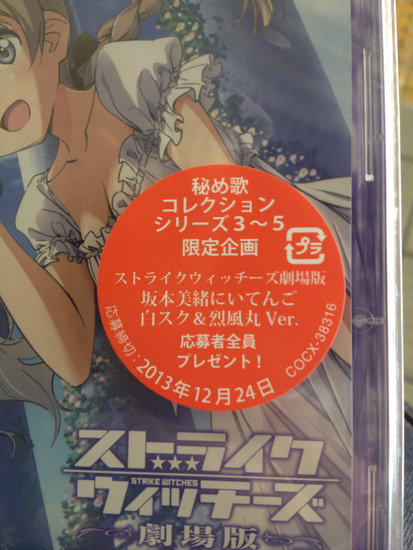 秘め歌
コレクション
シリーズ3～5
限定企画
プラ
ストライクウィッチーズ劇場版
坂本美緒にいてんご
白スク&烈風丸 Ver.
応募者全員
プレゼント!
応募締切:2013年12月24日
COCX-38316
ストライク
STRIKE WITCHES
ウィッチーズ
劇場版